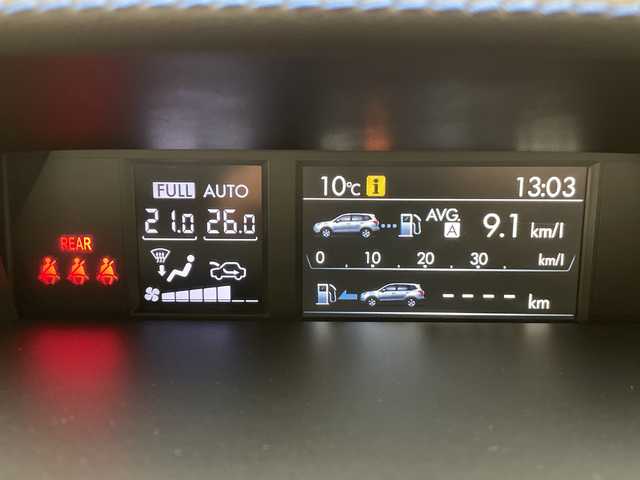 FULL AUTO
21.0 26.0
REAR
10°C i 13:03
AVG. A 9.1 km/l
0 10 20 30 km/l
---- km